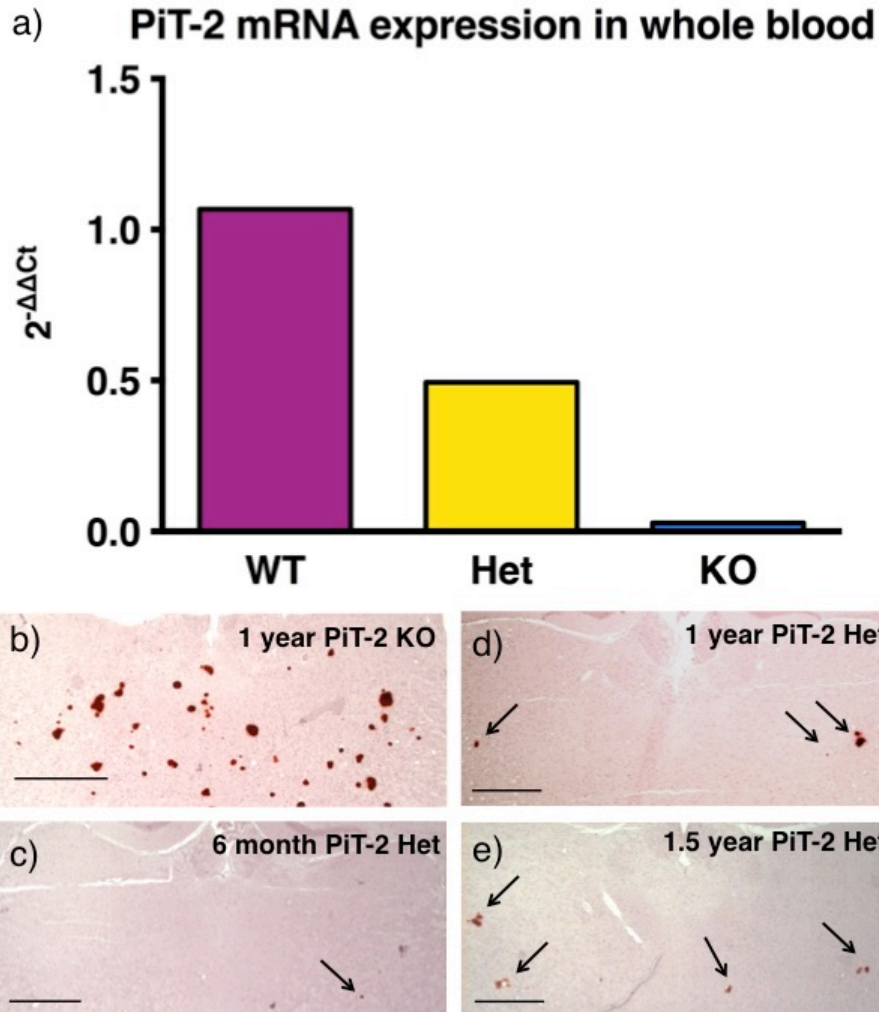 a)
PiT-2 mRNA expression in whole blood
1.5
1.0
0.5
0.0
2-ΔΔCt
WT Het KO
b) 1 year PiT-2 KO
d) 1 year PiT-2 Het
c) 6 month PiT-2 Het
e) 1.5 year PiT-2 Het